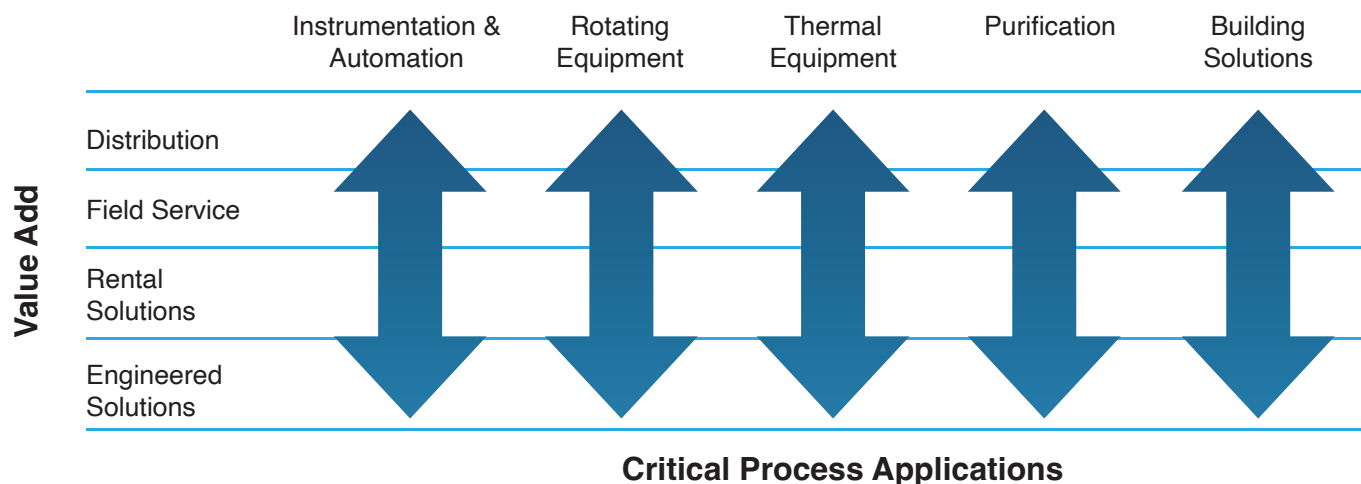 Instrumentation &
Automation
Rotating
Equipment
Thermal
Equipment
Purification
Building
Solutions
Value Add
Distribution
Field Service
Rental
Solutions
Engineered
Solutions
Critical Process Applications